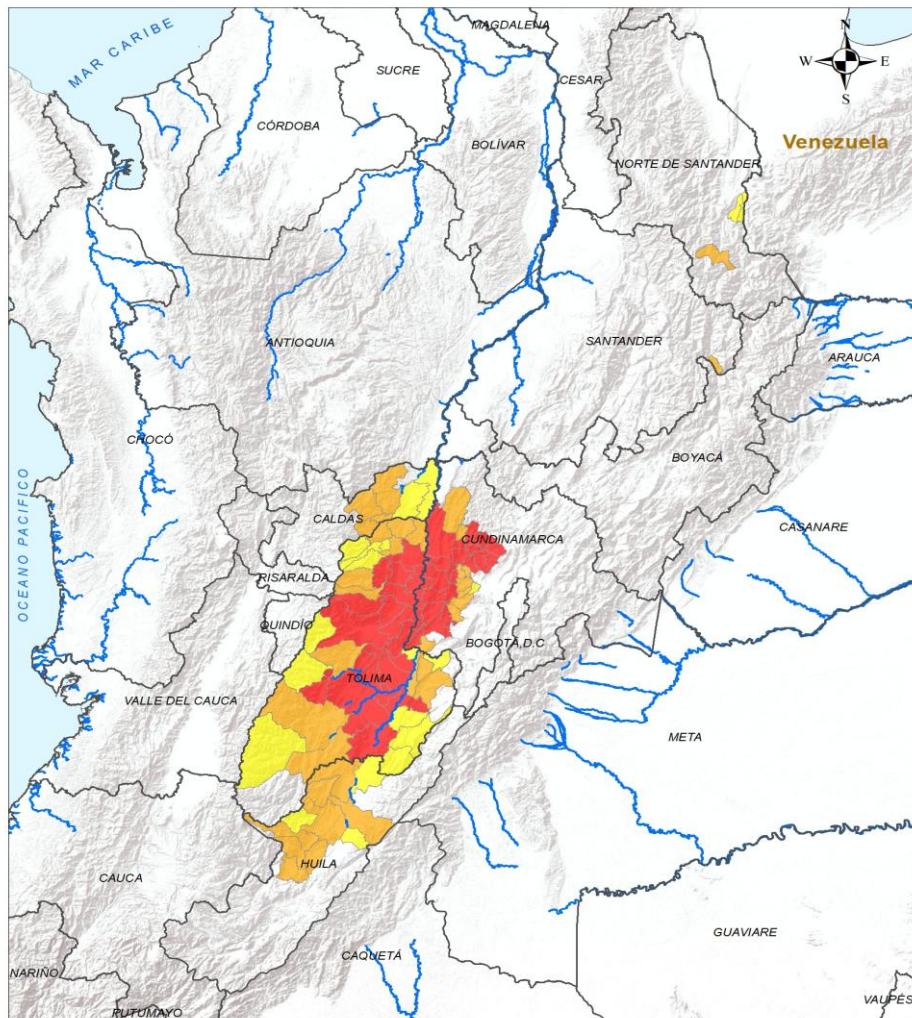 MAGDALENA
N
W E
S
MAR CARIBE
SUCRE
CESAR
CÓRDOBA
BOLÍVAR
Venezuela
NORTE DE SANTANDER
ANTIOQUIA
SANTANDER
ARAUCA
CHOCÓ
BOYACÁ
OCEANO PACIFICO
CALDAS
CUNDINAMARCA
CASANARE
RISARALDA
QUINDÍO
BOGOTÁ,D.C
TOLIMA
VALLE DEL CAUCA
META
HUILA
CAUCA
GUAVIARE
CAQUETÁ
NARIÑO
VAUPÉS
PUTUMAYO